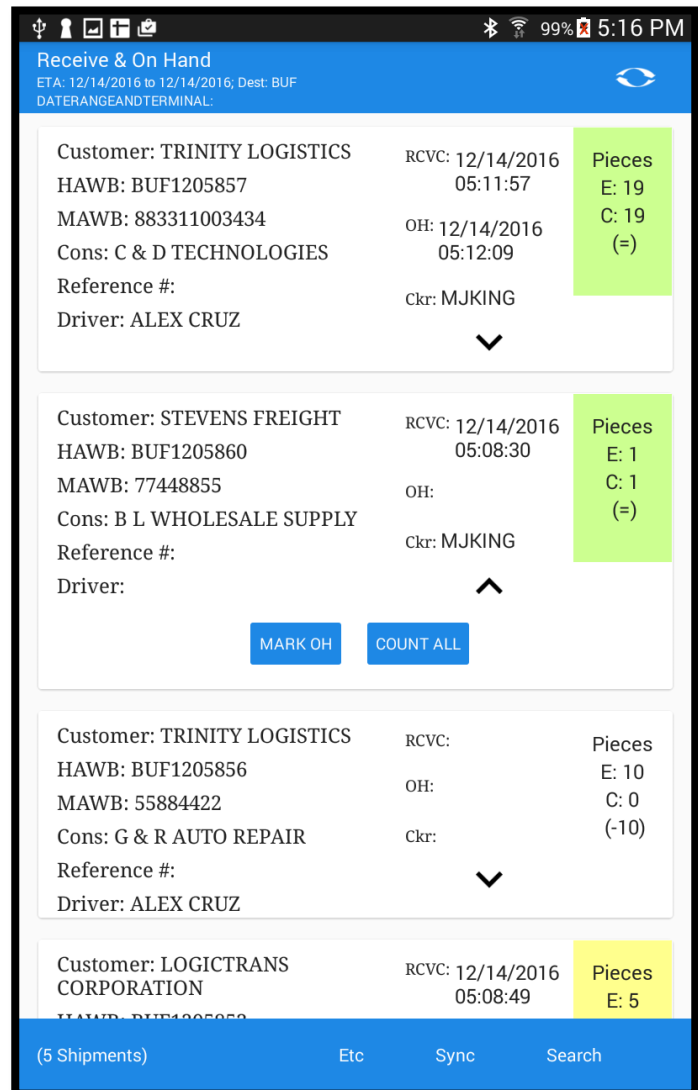 99% 5:16 PM
Receive & On Hand
ETA: 12/14/2016 to 12/14/2016; Dest: BUF
DATERANGEANDTERMINAL:
Customer: TRINITY LOGISTICS
HAWB: BUF1205857
MAWB: 883311003434
Cons: C & D TECHNOLOGIES
Reference #:
Driver: ALEX CRUZ
RCVC: 12/14/2016
05:11:57
OH: 12/14/2016
05:12:09
Ckr: MJKING
Pieces
E: 19
C: 19
(=)
Customer: STEVENS FREIGHT
HAWB: BUF1205860
MAWB: 77448855
Cons: B L WHOLESALE SUPPLY
Reference #:
Driver:
RCVC: 12/14/2016
05:08:30
OH:
Ckr: MJKING
Pieces
E: 1
C: 1
(=)
MARK OH COUNT ALL
Customer: TRINITY LOGISTICS
HAWB: BUF1205856
MAWB: 55884422
Cons: G & R AUTO REPAIR
Reference #:
Driver: ALEX CRUZ
RCVC:
OH:
Ckr:
Pieces
E: 10
C: 0
(-10)
Customer: LOGICTRANS
CORPORATION
RCVC: 12/14/2016
05:08:49
Pieces
E: 5
(5 Shipments) Etc Sync Search